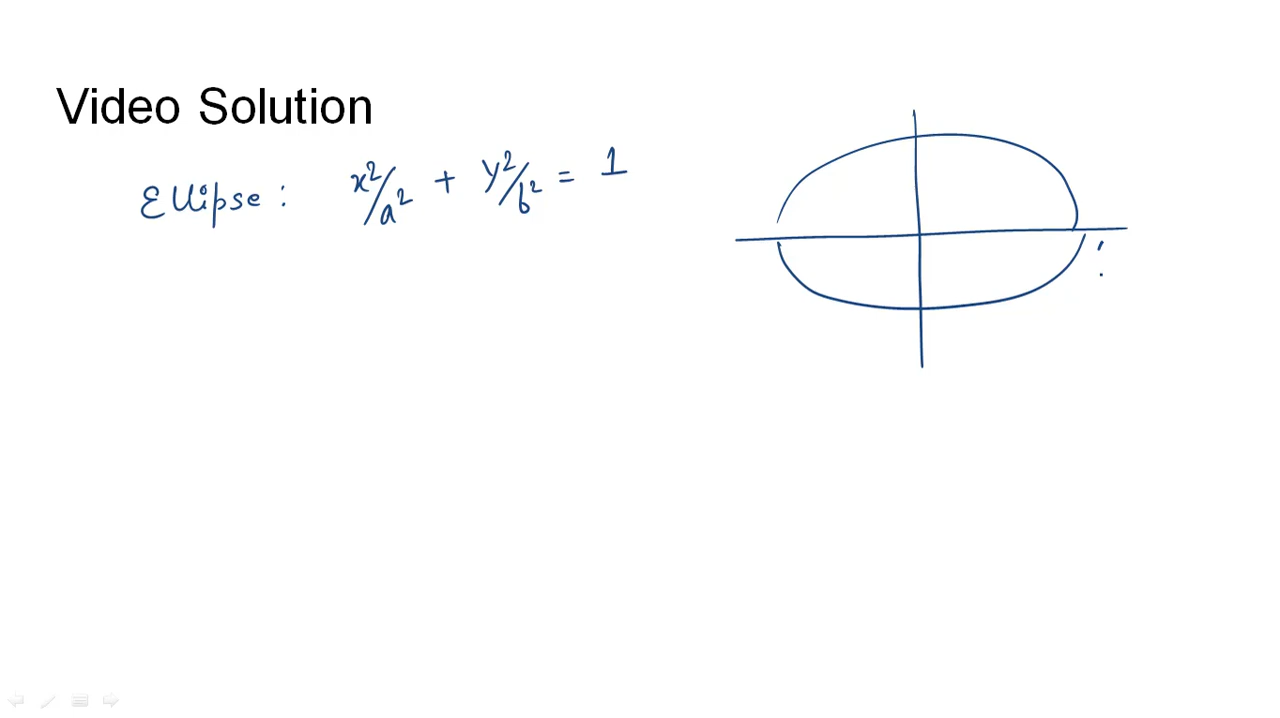 Video Solution
Ellipse : x²/a² + y²/b² = 1